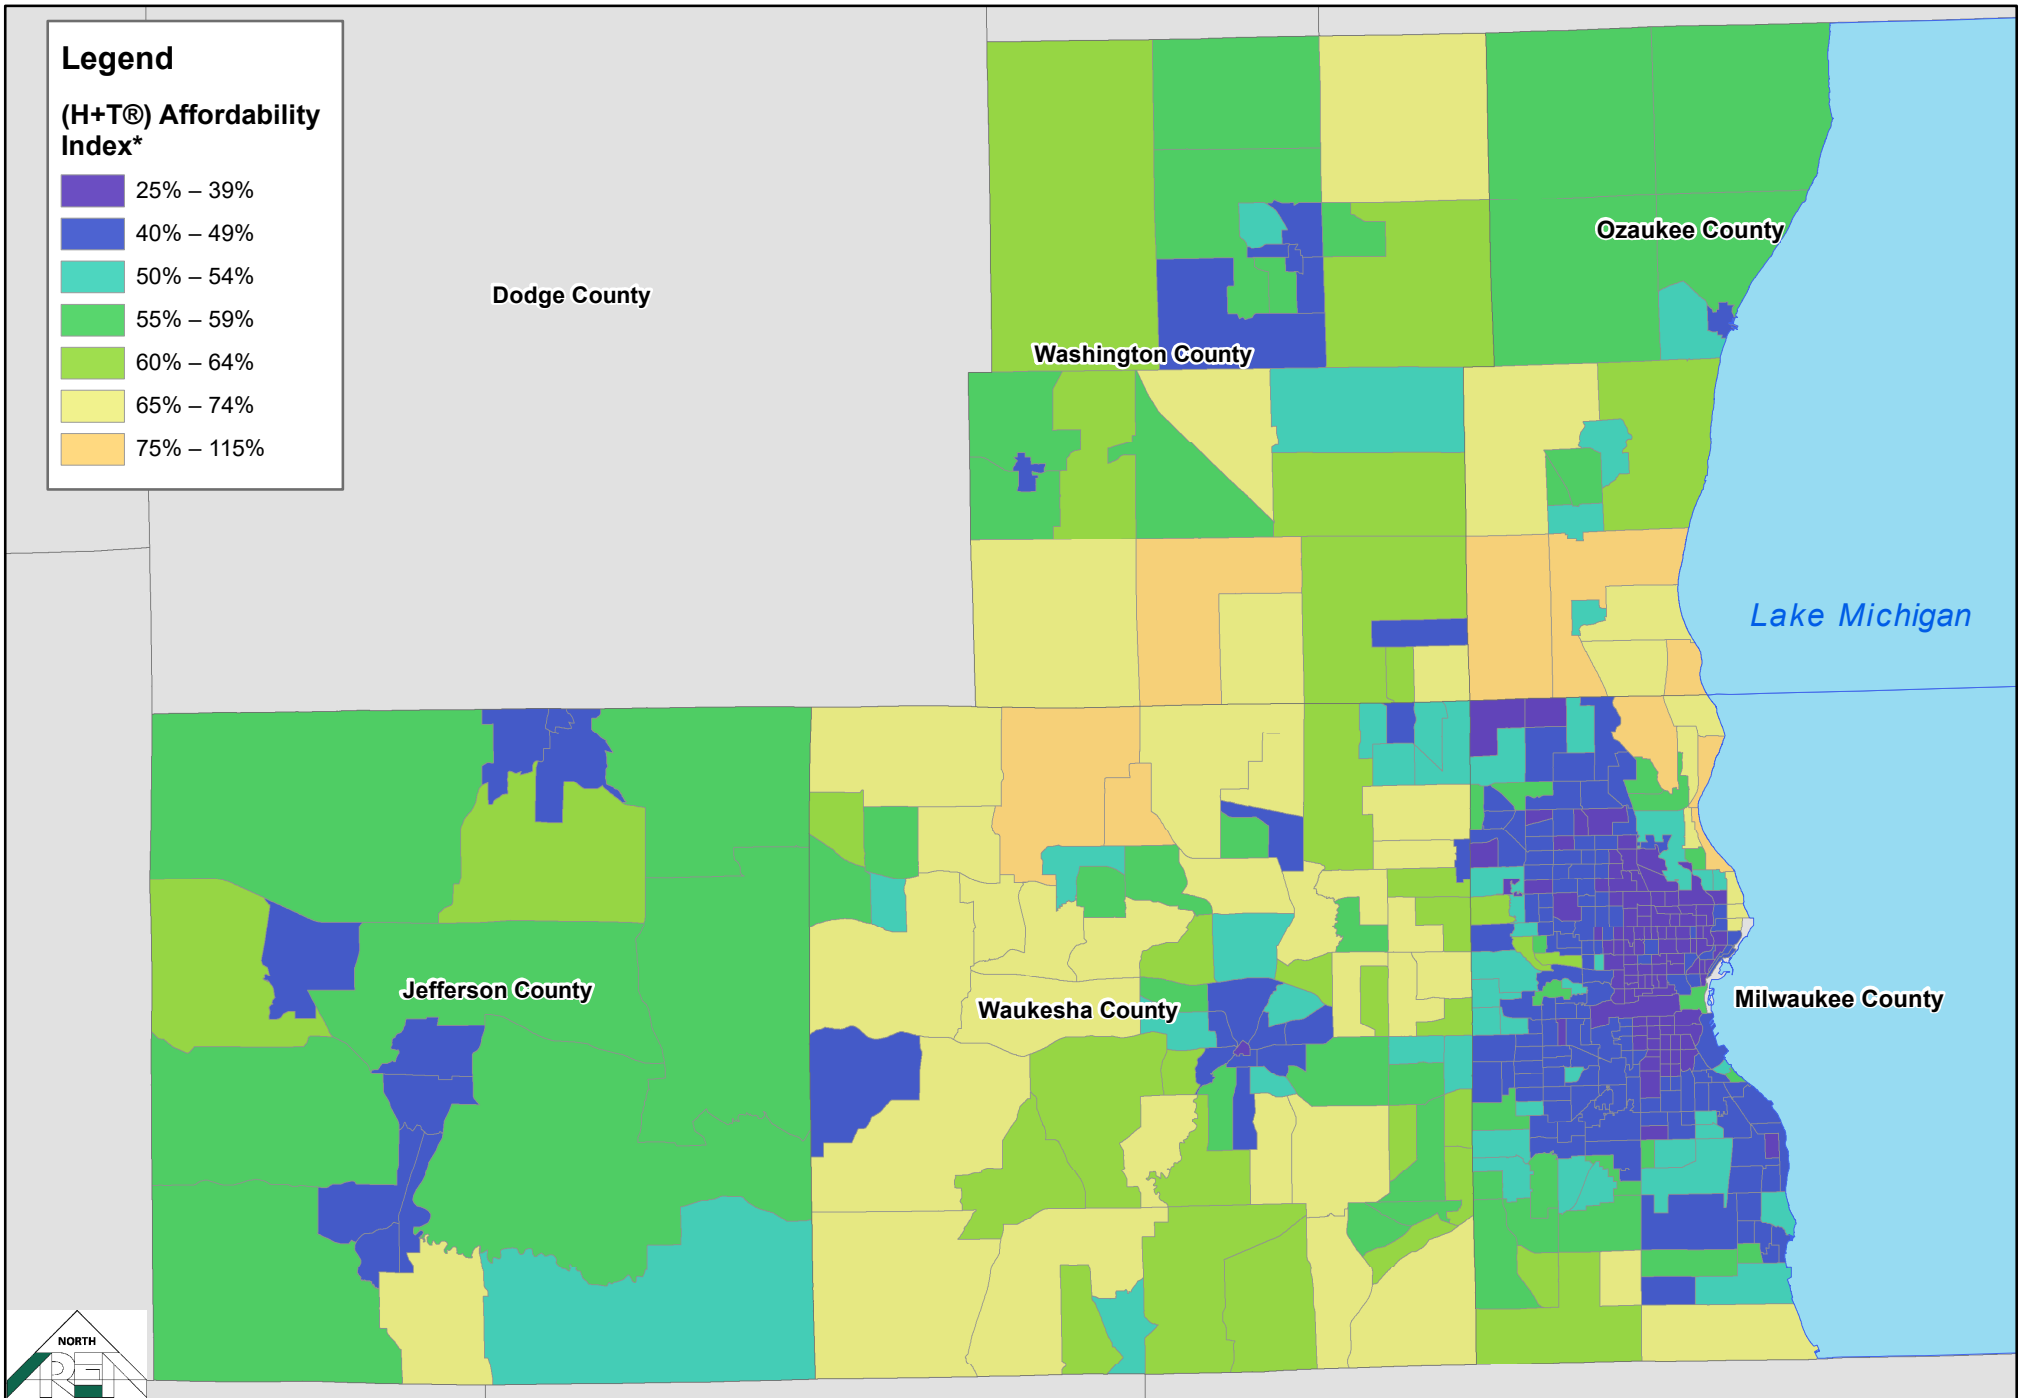 Legend
(H+T®) Affordability
Index*
25% – 39%
40% – 49%
50% – 54%
55% – 59%
60% – 64%
65% – 74%
75% – 115%
Ozaukee County
Dodge County
Washington County
Lake Michigan
Jefferson County
Waukesha County
Milwaukee County
NORTH